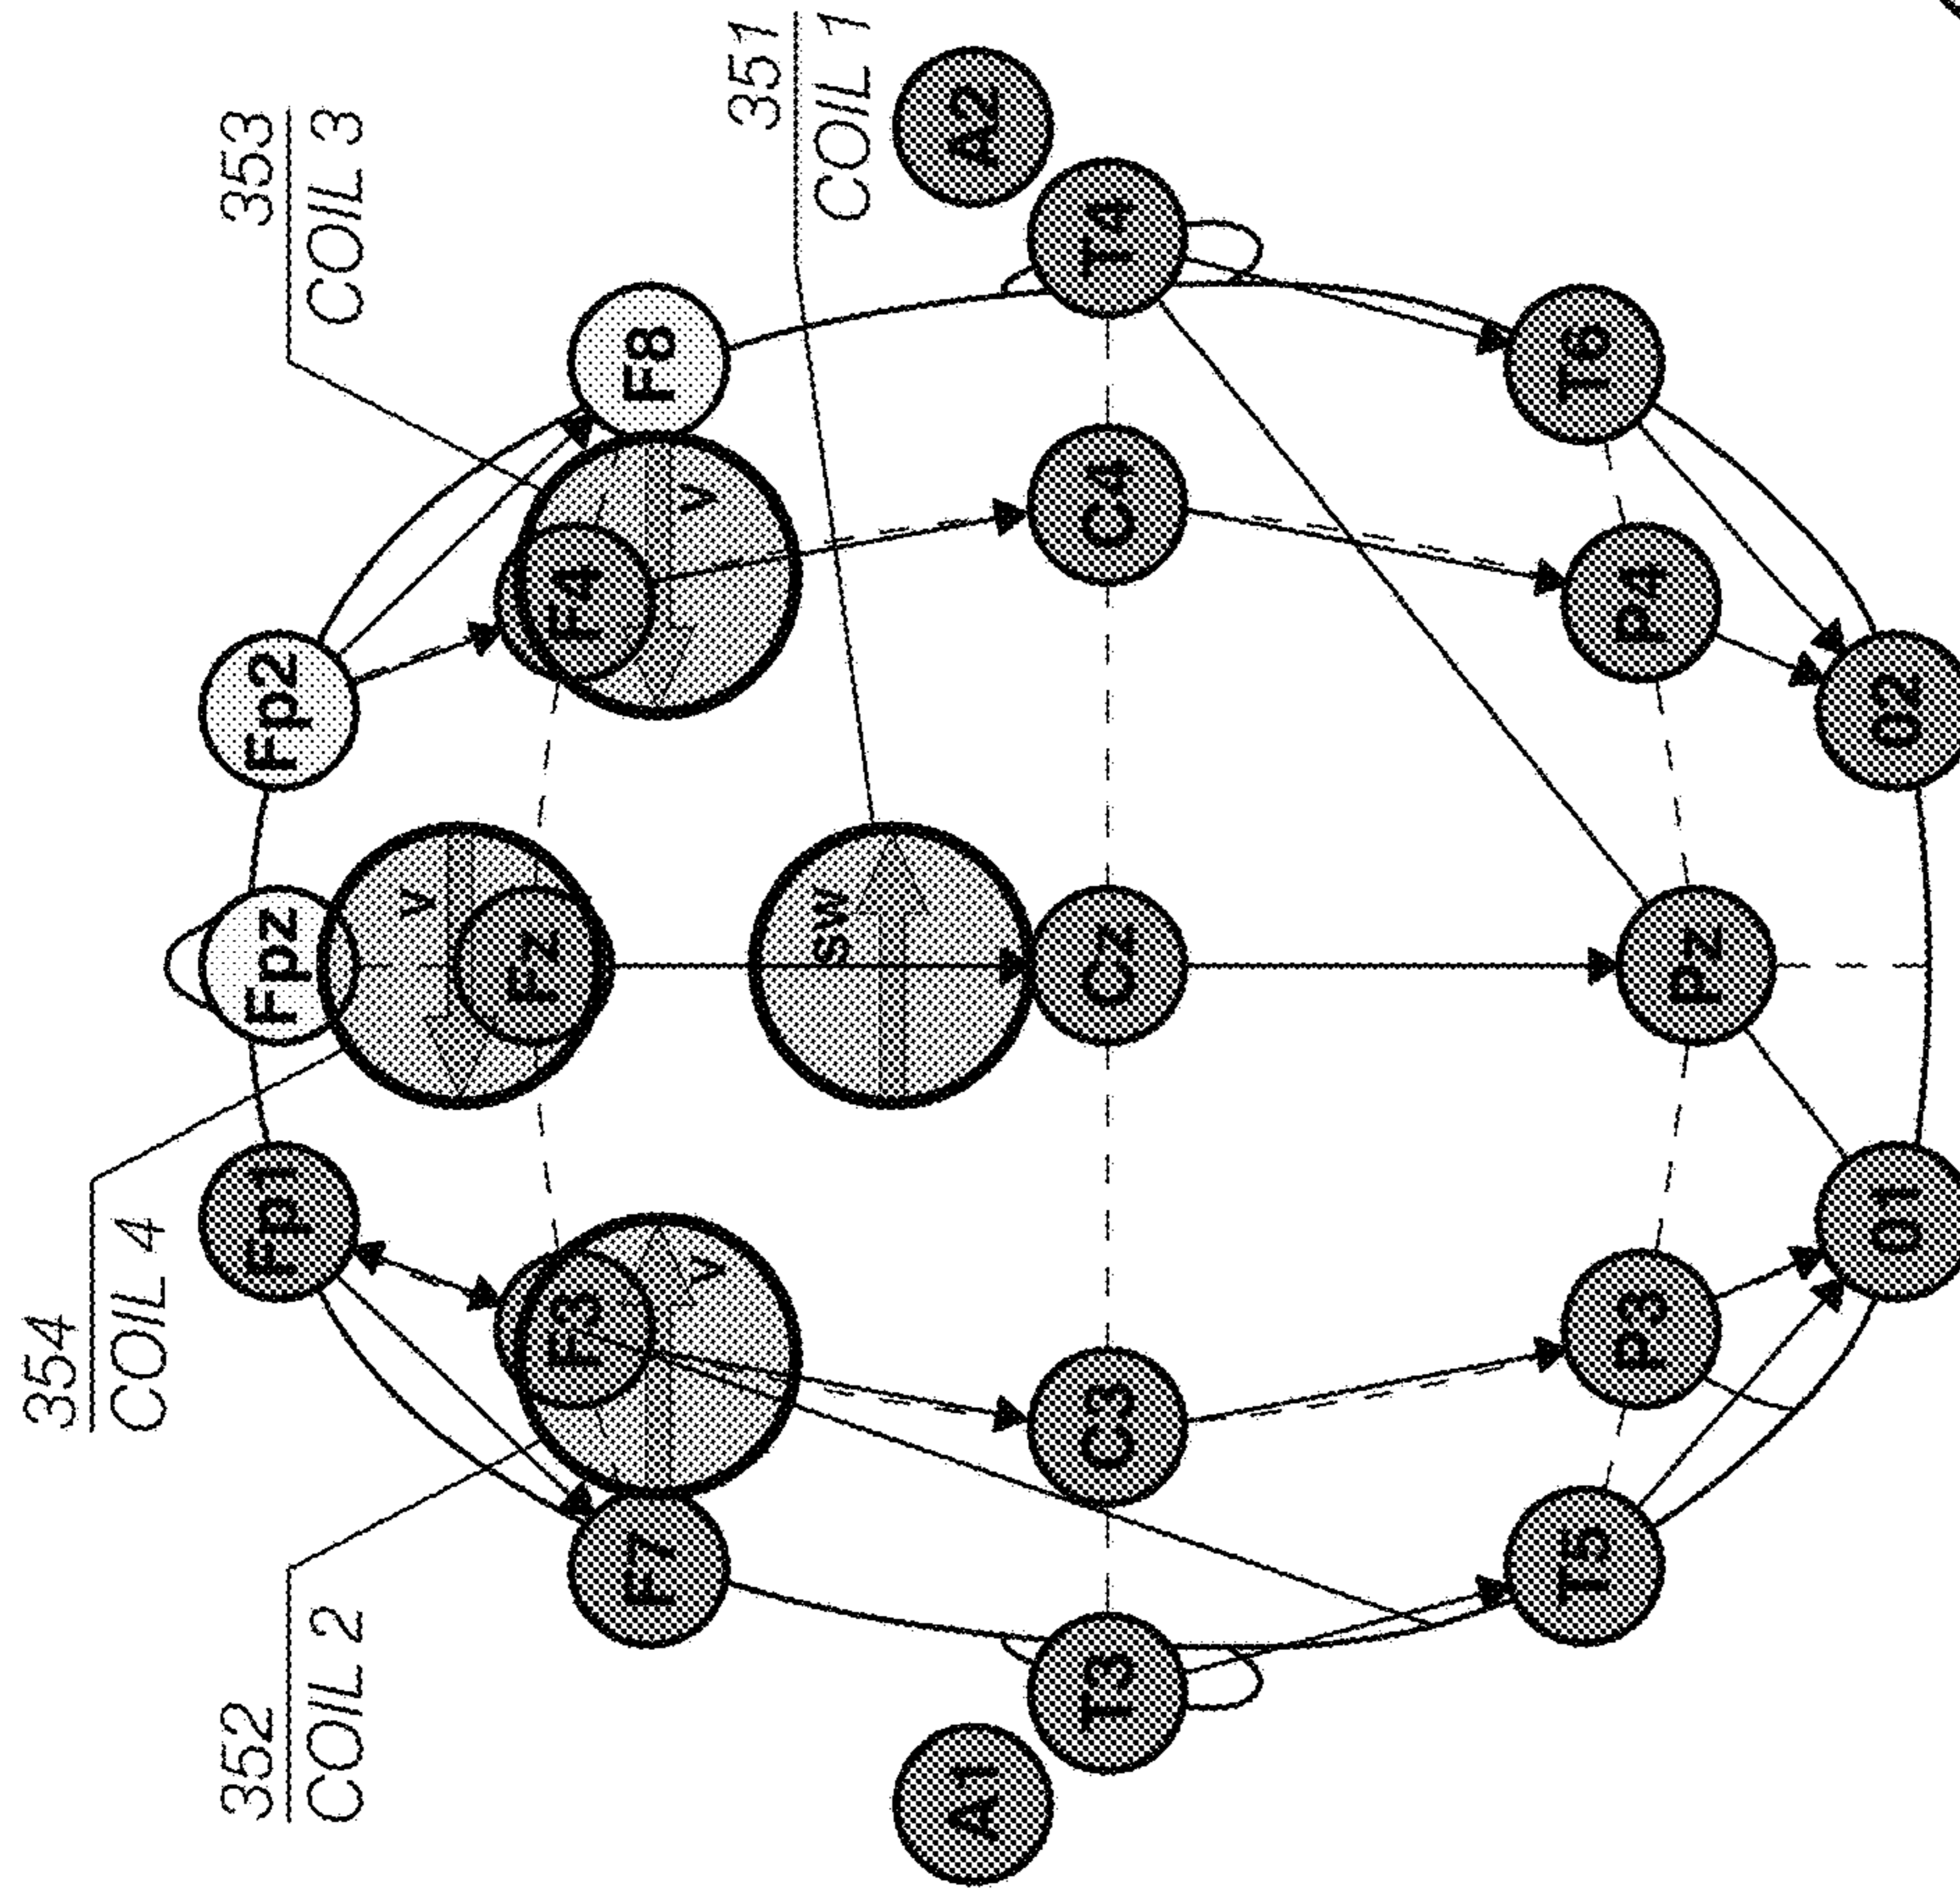 354
COIL 4
352
COIL 2
353
COIL 3
Fp1
Fpz
Fp2
V
Fz
F3
F4
F7
F8
V
V
351
COIL 1
SW
A1
A2
T3
C3
Cz
C4
T4
T5
T6
P3
P4
Pz
O1
O2